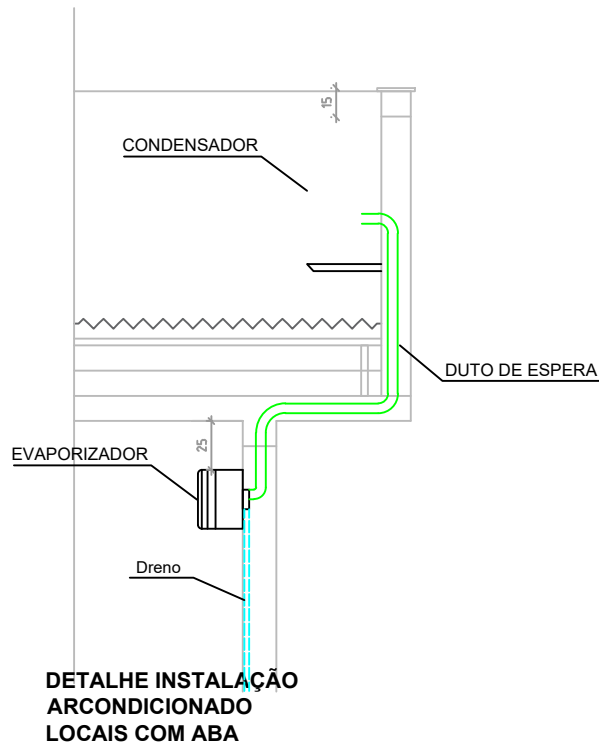 15
CONDENSADOR
DUTO DE ESPERA
25
EVAPORIZADOR
Dreno
DETALHE INSTALAÇÃO
ARCONDICIONADO
LOCAIS COM ABA